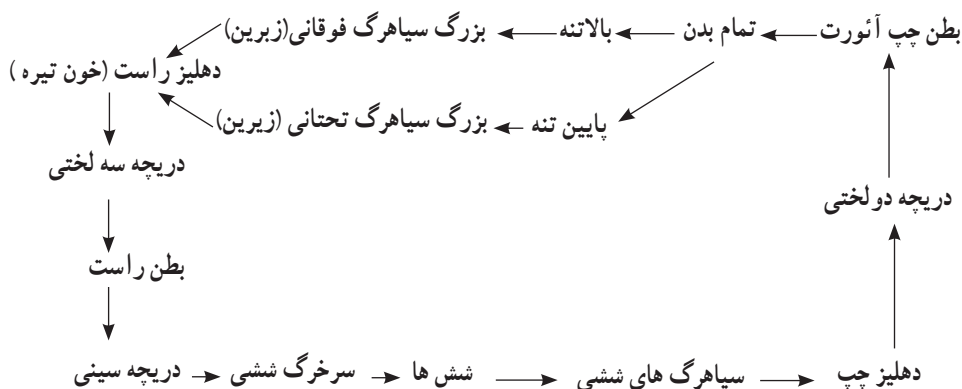 بطن چپ آئورت تمام بدن بالاتنه بزرگ سیاهرگ فوقانی(زبرین)
دهلیز راست (خون تیره )
پایین تنه بزرگ سیاهرگ تحتانی (زیرین)
دریچه سه لختی
دریچه دولختی
بطن راست
دهلیز چپ سیاهرگ های ششی شش ها سرخرگ ششی دریچه سینی